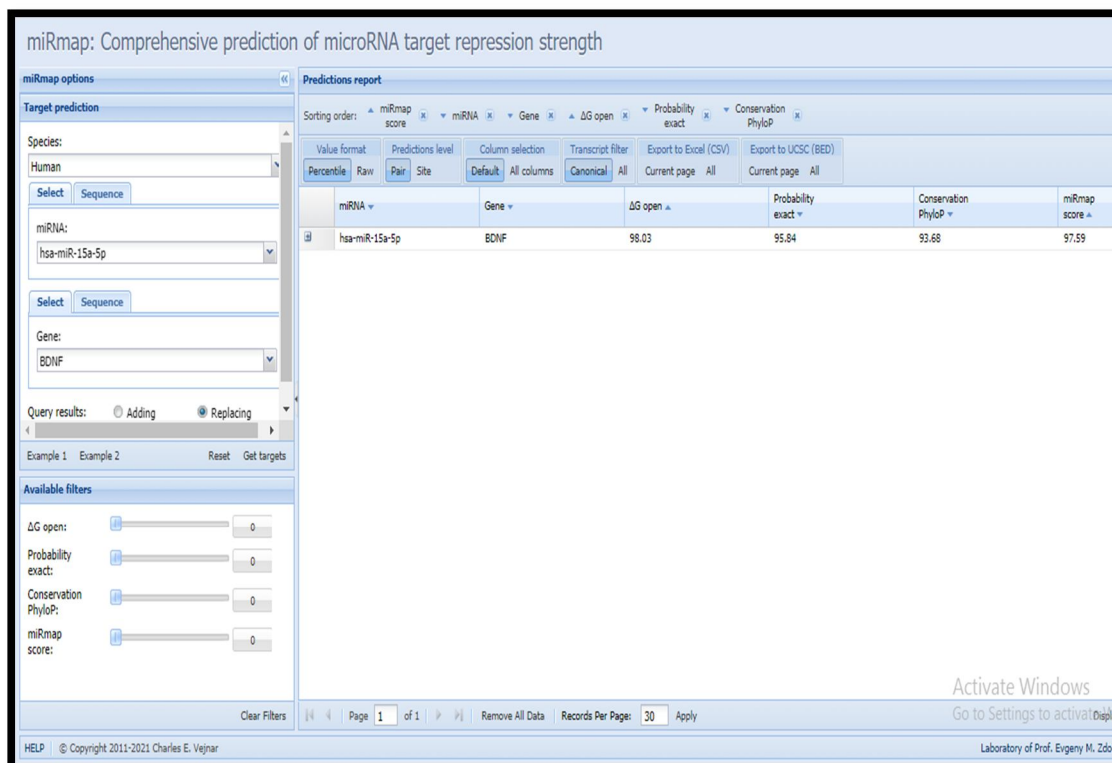 miRmap: Comprehensive prediction of microRNA target repression strength
miRmap options
Target prediction
Species:
Human
Select Sequence
miRNA:
hsa-miR-15a-5p
Select Sequence
Gene:
BDNF
Query results: Adding Replacing
Example 1 Example 2 Reset Get targets
Available filters
ΔG open: 0
Probability
exact: 0
Conservation
PhyloP: 0
miRmap
score: 0
Clear Filters
Predictions report
Sorting order: miRmap score miRNA Gene ΔG open Probability exact Conservation PhyloP
Value format Predictions level Column selection Transcript filter Export to Excel (CSV) Export to UCSC (BED)
Percentile Raw Pair Site Default All columns Canonical All Current page All Current page All
miRNA Gene ΔG open Probability exact Conservation PhyloP miRmap score
hsa-miR-15a-5p BDNF 98.03 95.84 93.68 97.59
Activate Windows
Go to Settings to activate
Page 1 of 1 Remove All Data Records Per Page: 30 Apply
HELP © Copyright 2011-2021 Charles E. Vejnar Laboratory of Prof. Evgeny M. Zdo